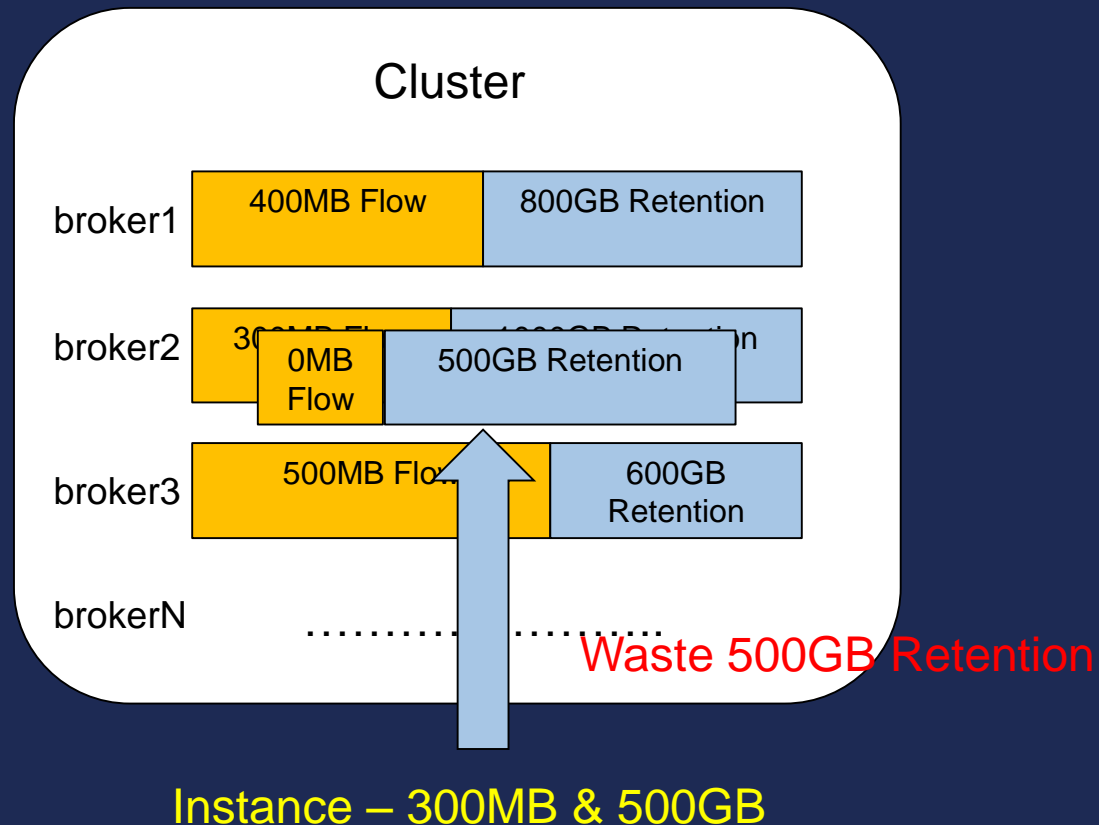 Cluster
broker1
400MB Flow
800GB Retention
broker2
0MB
Flow
500GB Retention
broker3
500MB Flow
600GB
Retention
brokerN
........................
Waste 500GB Retention
Instance – 300MB & 500GB